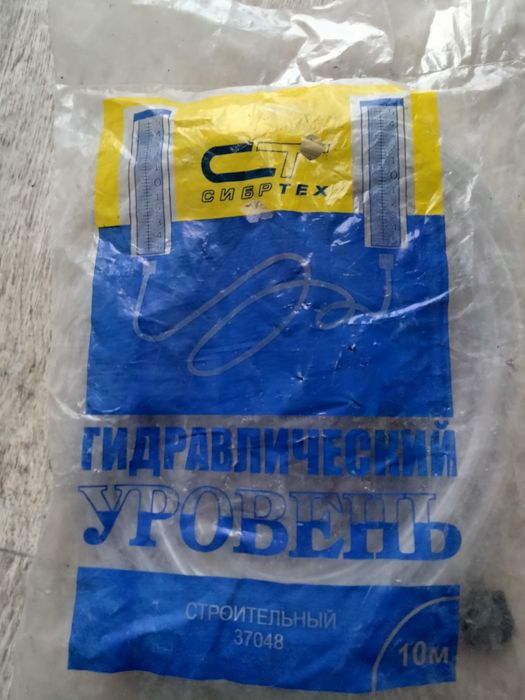 СТ
СИБРТЕХ
ГИДРАВЛИЧЕСКИЙ
УРОВЕНЬ
СТРОИТЕЛЬНЫЙ
37048
10м